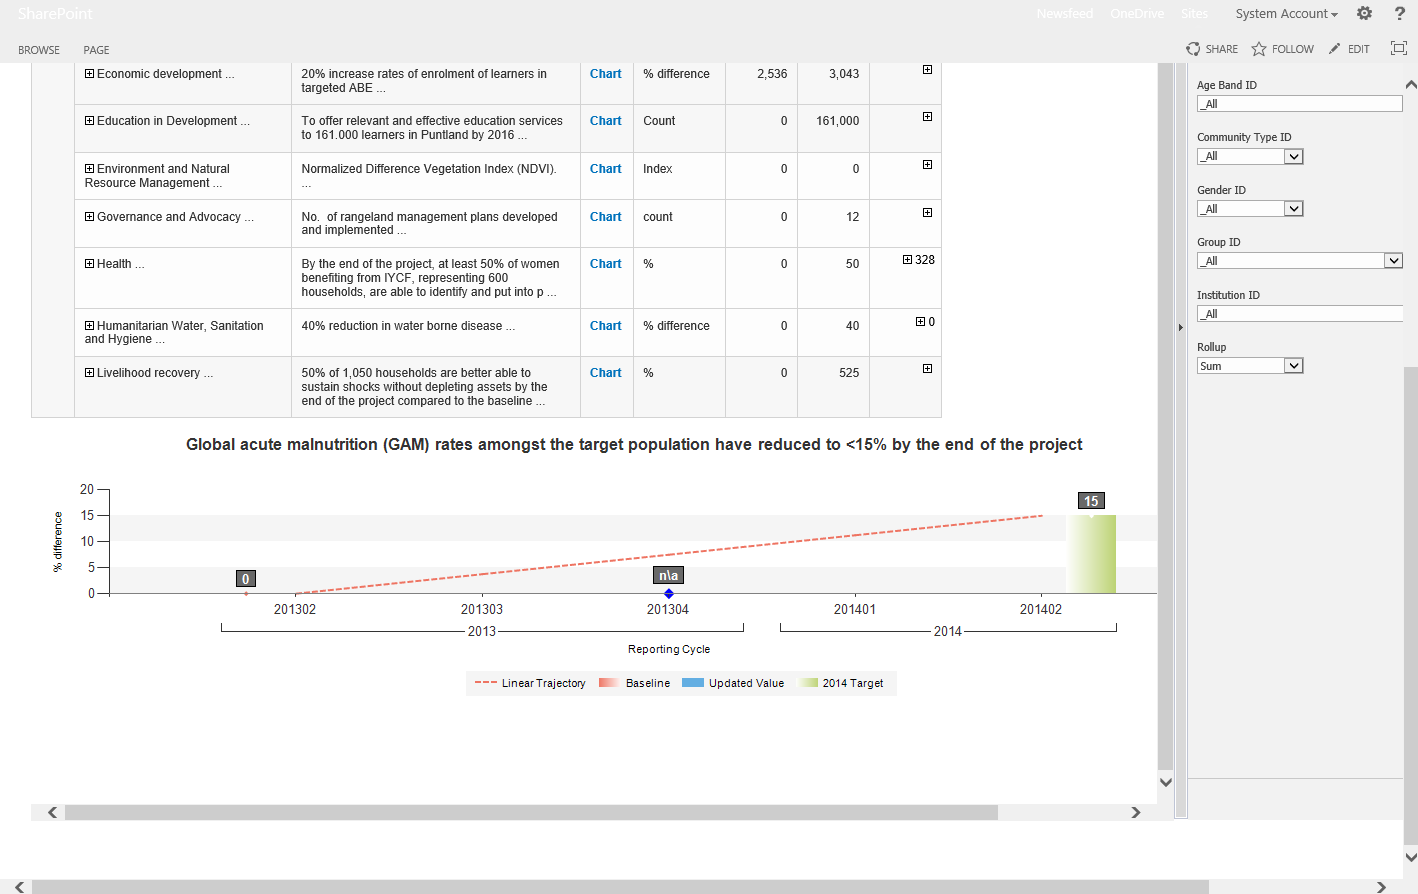 SharePoint
Newsfeed OneDrive Sites System Account ?
BROWSE PAGE SHARE FOLLOW EDIT
Economic development ...
20% increase rates of enrolment of learners in
targeted ABE ...
Chart
% difference
2,536
3,043
Education in Development ...
To offer relevant and effective education services
to 161.000 learners in Puntland by 2016 ...
Chart
Count
0
161,000
Environment and Natural
Resource Management ...
Normalized Difference Vegetation Index (NDVI).
...
Chart
Index
0
0
Governance and Advocacy ...
No.  of rangeland management plans developed
and implemented ...
Chart
count
0
12
Health ...
By the end of the project, at least 50% of women
benefiting from IYCF, representing 600
households, are able to identify and put into p ...
Chart
%
0
50
328
Humanitarian Water, Sanitation
and Hygiene ...
40% reduction in water borne disease ...
Chart
% difference
0
40
0
Livelihood recovery ...
50% of 1,050 households are better able to
sustain shocks without depleting assets by the
end of the project compared to the baseline ...
Chart
%
0
525
Global acute malnutrition (GAM) rates amongst the target population have reduced to <15% by the end of the project
% difference
20
15
10
5
0
0
n\a
15
201302 201303 201304 201401 201402
2013 2014
Reporting Cycle
Linear Trajectory Baseline Updated Value 2014 Target
Age Band ID
_All
Community Type ID
_All
Gender ID
_All
Group ID
_All
Institution ID
_All
Rollup
Sum